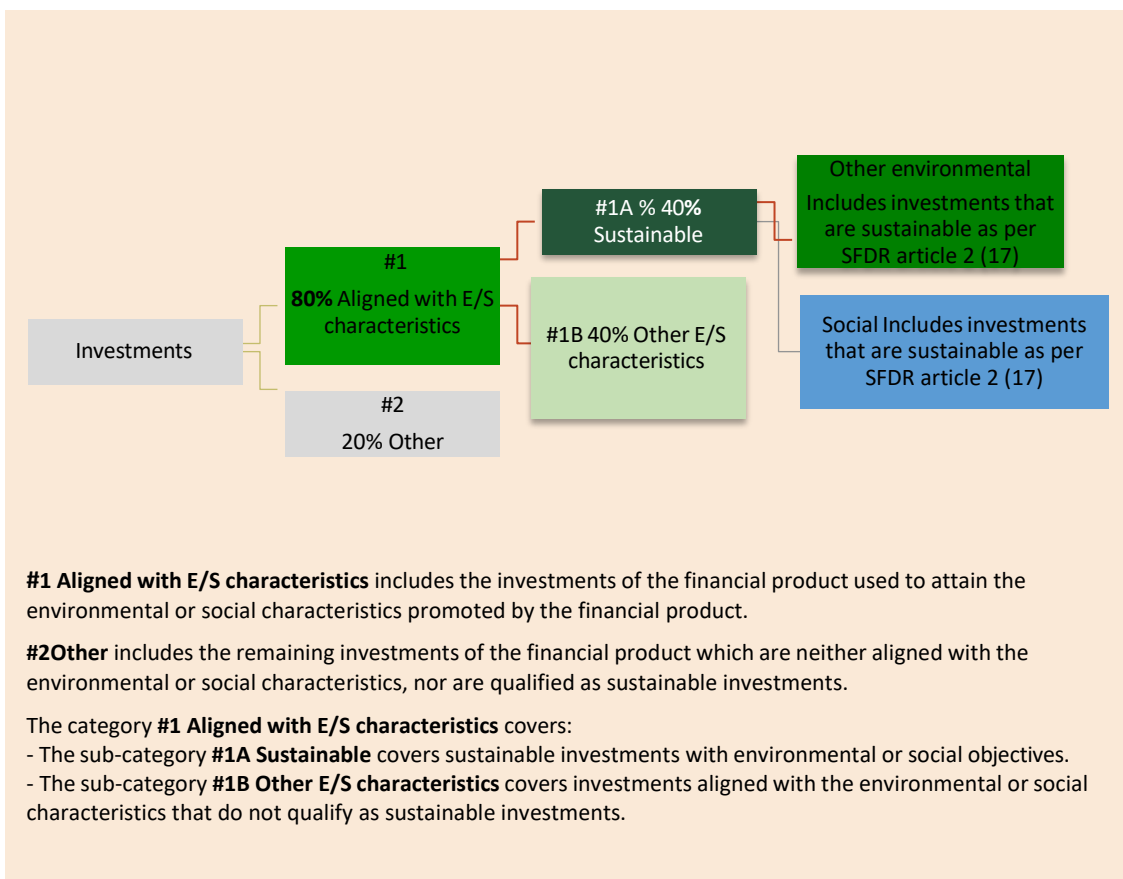 Investments
#1
80% Aligned with E/S
characteristics
#2
20% Other
#1A % 40%
Sustainable
#1B 40% Other E/S
characteristics
Other environmental
Includes investments that
are sustainable as per
SFDR article 2 (17)
Social Includes investments
that are sustainable as per
SFDR article 2 (17)
#1 Aligned with E/S characteristics includes the investments of the financial product used to attain the
environmental or social characteristics promoted by the financial product.
#2Other includes the remaining investments of the financial product which are neither aligned with the
environmental or social characteristics, nor are qualified as sustainable investments.
The category #1 Aligned with E/S characteristics covers:
- The sub-category #1A Sustainable covers sustainable investments with environmental or social objectives.
- The sub-category #1B Other E/S characteristics covers investments aligned with the environmental or social
characteristics that do not qualify as sustainable investments.